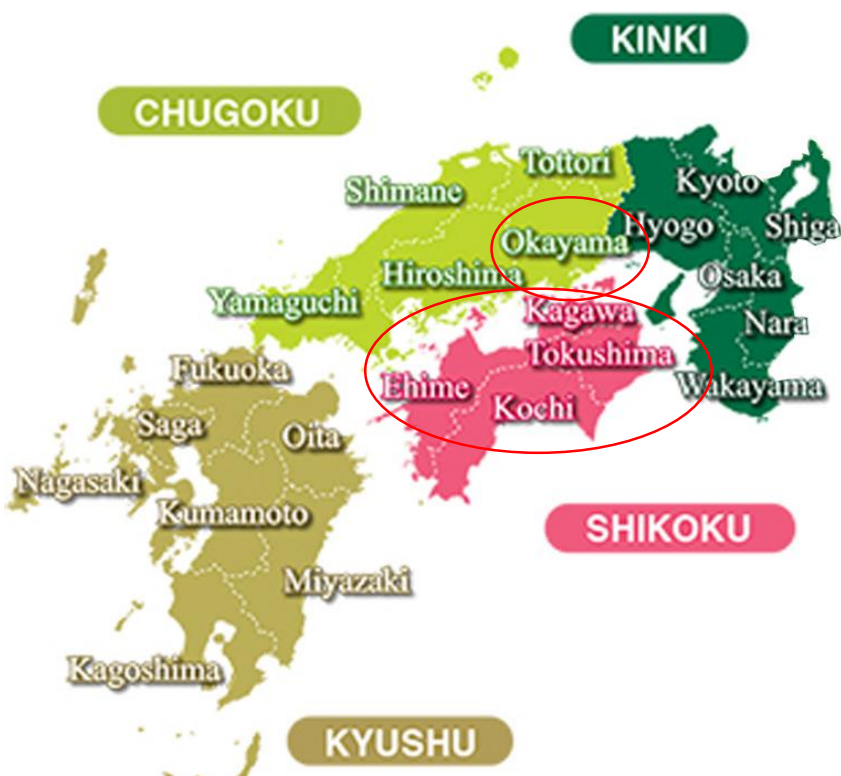 KINKI
CHUGOKU
Tottori
Kyoto
Shimane
Hyogo
Shiga
Okayama
Hiroshima
Osaka
Yamaguchi
Kagawa
Nara
Tokushima
Fukuoka
Ehime
Wakayama
Kochi
Saga
Oita
Nagasaki
Kumamoto
SHIKOKU
Miyazaki
Kagoshima
KYUSHU